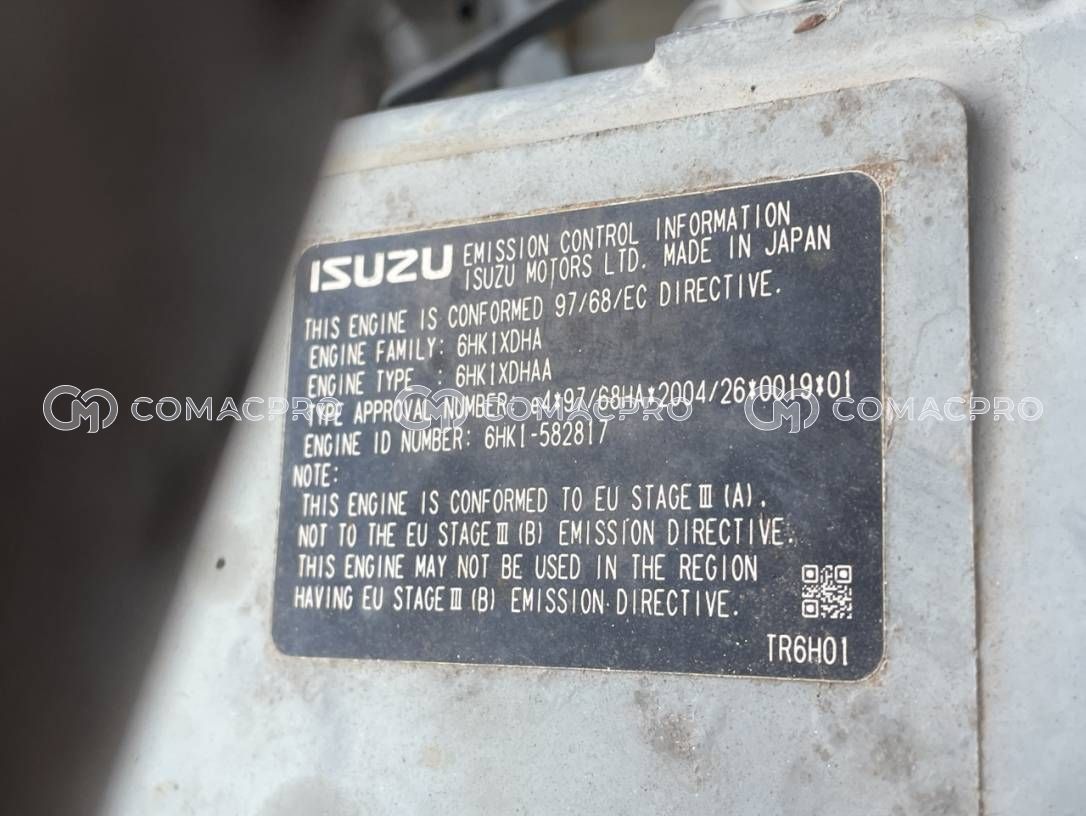 ISUZU EMISSION CONTROL INFORMATION
ISUZU MOTORS LTD. MADE IN JAPAN
THIS ENGINE IS CONFORMED 97/68/EC DIRECTIVE.
ENGINE FAMILY: 6HK1XDHA
ENGINE TYPE : 6HK1XDHAA
TYPE APPROVAL NUMBER: e4*97/68HA*2004/26*0019*01
ENGINE ID NUMBER: 6HK1-582817
NOTE:
THIS ENGINE IS CONFORMED TO EU STAGE Ⅲ (A).
NOT TO THE EU STAGE Ⅲ (B) EMISSION DIRECTIVE.
THIS ENGINE MAY NOT BE USED IN THE REGION
HAVING EU STAGE Ⅲ (B) EMISSION DIRECTIVE.
TR6H01
COMACPRO COMACPRO COMACPRO